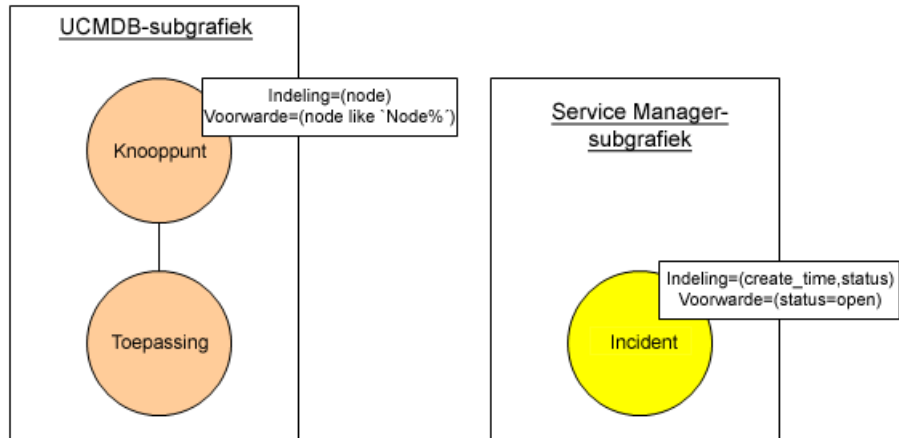 UCMDB-subgrafiek
Indeling=(node)
Voorwarde=(node like `Node%´)
Knooppunt
Toepassing
Service Manager-
subgrafiek
Indeling=(create_time,status)
Voorwarde=(status=open)
Incident